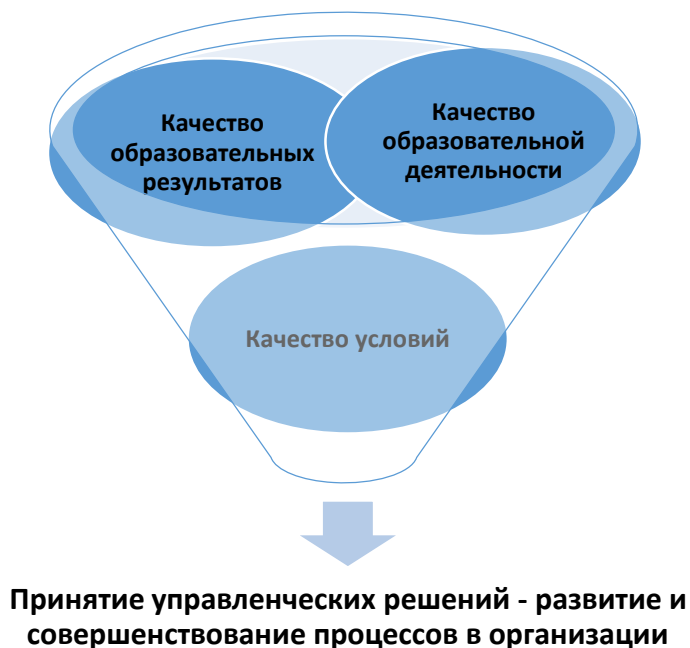 Качество
образовательных
результатов
Качество
образовательной
деятельности
Качество условий
Принятие управленческих решений - развитие и
совершенствование процессов в организации